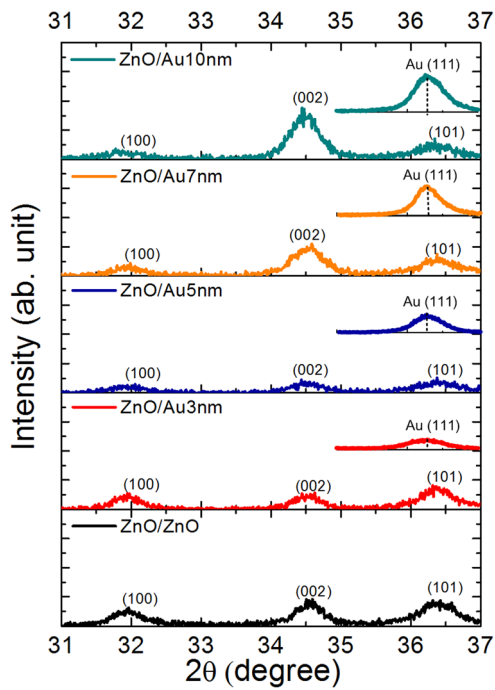 31 32 33 34 35 36 37
ZnO/Au10nm
Au (111)
(100)
(002)
(101)
ZnO/Au7nm
Au (111)
(100)
(002)
(101)
ZnO/Au5nm
Au (111)
(100)
(002)
(101)
ZnO/Au3nm
Au (111)
(100)
(002)
(101)
ZnO/ZnO
(100)
(002)
(101)
31 32 33 34 35 36 37
2θ (degree)
Intensity (ab. unit)